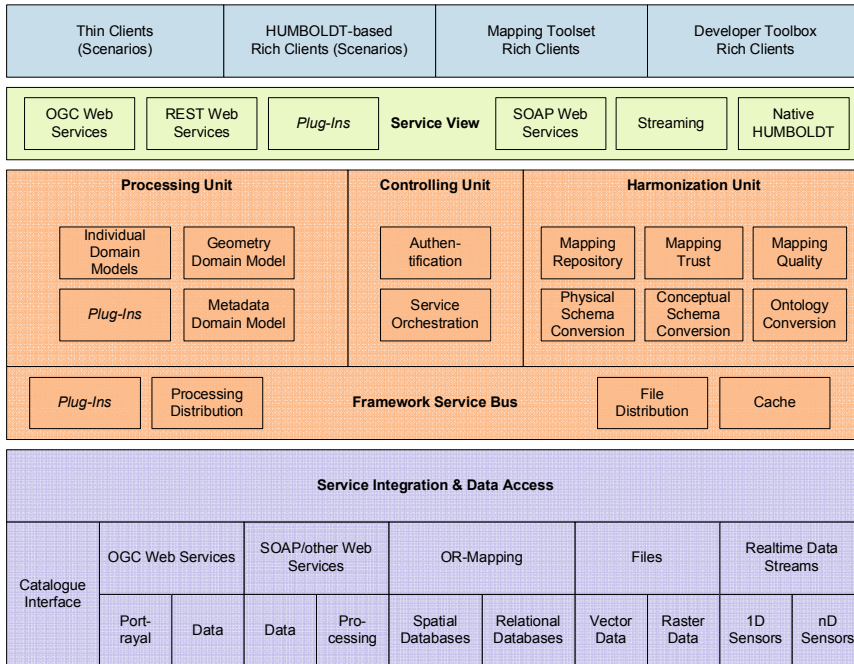 Thin Clients
(Scenarios)
HUMBOLDT-based
Rich Clients (Scenarios)
Mapping Toolset
Rich Clients
Developer Toolbox
Rich Clients
OGC Web
Services
REST Web
Services
Plug-Ins
Service View
SOAP Web
Services
Streaming
Native
HUMBOLDT
Processing Unit
Controlling Unit
Harmonization Unit
Individual
Domain
Models
Geometry
Domain Model
Authen-
tification
Mapping
Repository
Mapping
Trust
Mapping
Quality
Plug-Ins
Metadata
Domain Model
Service
Orchestration
Physical
Schema
Conversion
Conceptual
Schema
Conversion
Ontology
Conversion
Plug-Ins
Processing
Distribution
Framework Service Bus
File
Distribution
Cache
Service Integration & Data Access
Catalogue
Interface
OGC Web Services
SOAP/other Web
Services
OR-Mapping
Files
Realtime Data
Streams
Port-
rayal
Data
Data
Pro-
cessing
Spatial
Databases
Relational
Databases
Vector
Data
Raster
Data
1D
Sensors
nD
Sensors